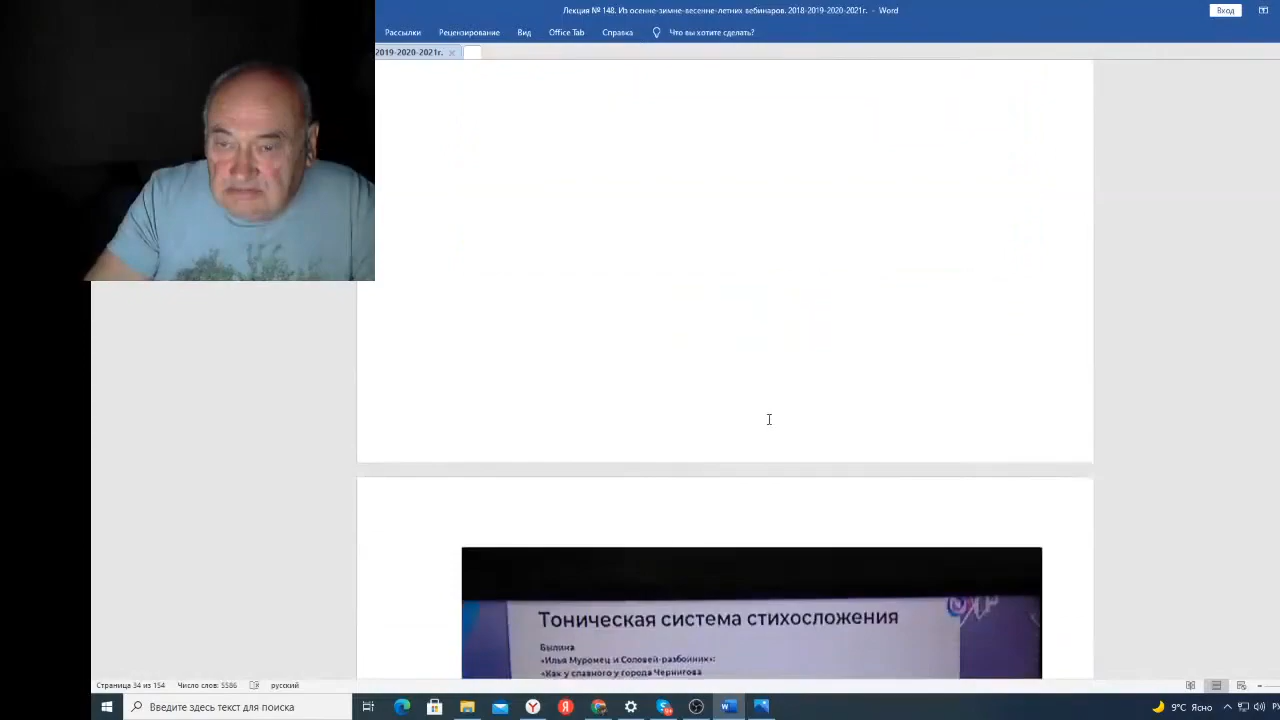 Лекция № 148. Из осенне-зимне-весенне-летних вебинаров. 2018-2019-2020-2021г. - Word
Вход
Рассылки Рецензирование Вид Office Tab Справка Что вы хотите сделать?
2019-2020-2021г.
Тоническая система стихосложения
Былина
«Илья Муромец и Соловей-разбойник»:
«Как у славного у города Чернигова
Страница 34 из 154 Число слов: 5586 русский
Введите здесь текст для поиска
9°C Ясно